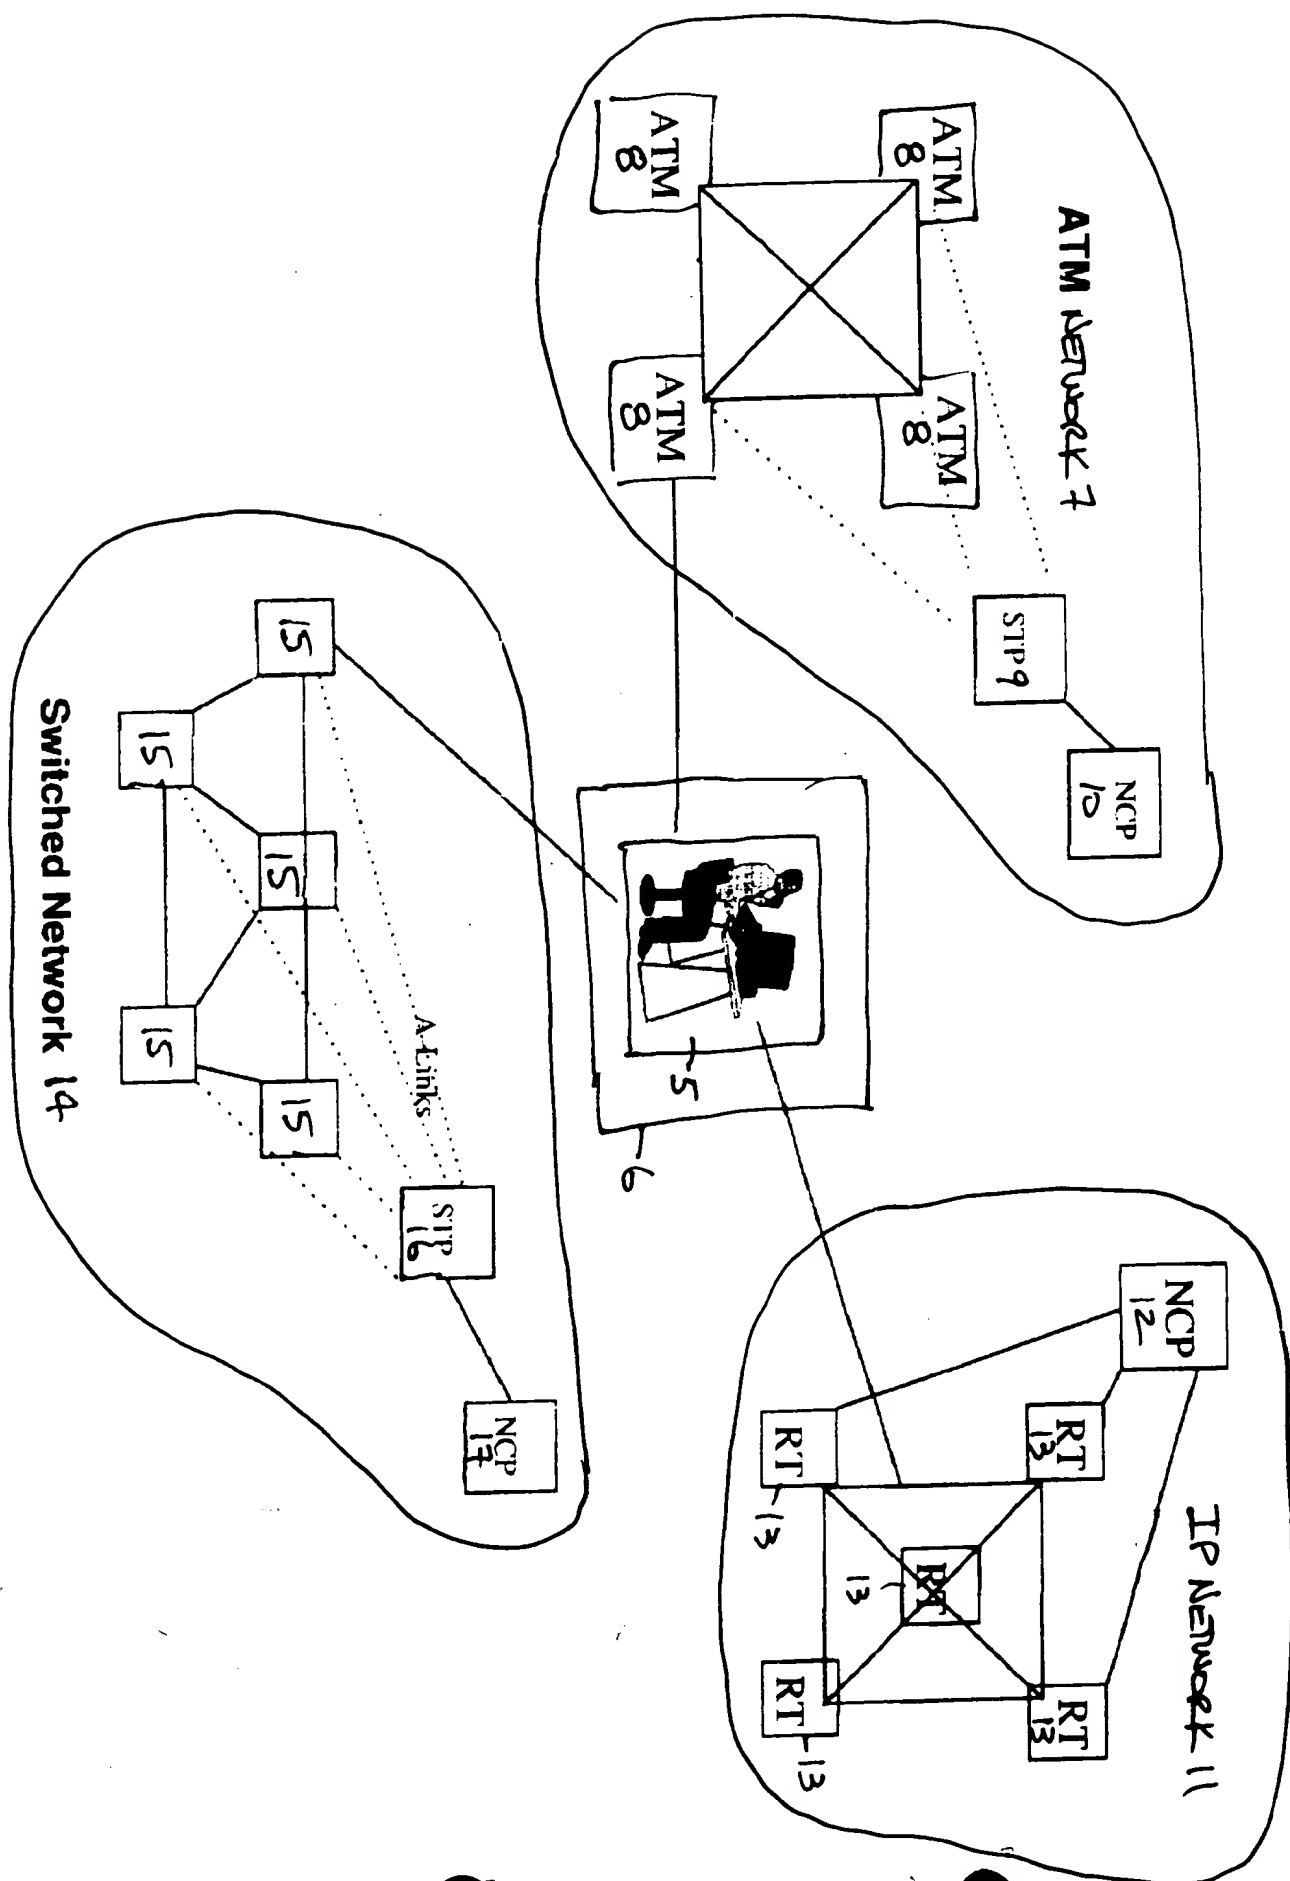 ATM NETWORK 7
ATM
8
ATM
8
ATM
8
ATM
8
STP 9
NCP
10
IP NETWORK 11
NCP
12
RT
13
RT
13
RT
13
RT
13
RT
13
5
6
A-Links
15
15
15
15
15
STP
16
NCP
17
Switched Network 14